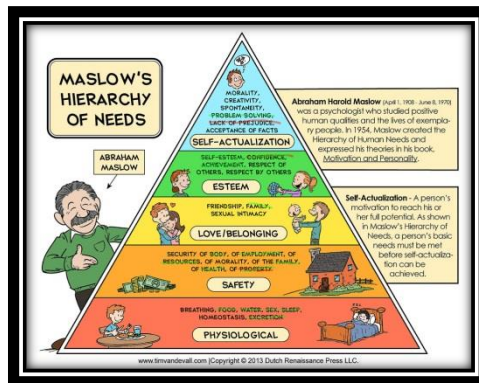 MASLOW'S
HIERARCHY
OF NEEDS
ABRAHAM
MASLOW
MORALITY,
CREATIVITY,
SPONTANEITY,
PROBLEM SOLVING,
LACK OF PREJUDICE,
ACCEPTANCE OF FACTS
SELF-ACTUALIZATION
SELF-ESTEEM, CONFIDENCE,
ACHIEVEMENT, RESPECT OF
OTHERS, RESPECT BY OTHERS
ESTEEM
FRIENDSHIP, FAMILY,
SEXUAL INTIMACY
LOVE/BELONGING
SECURITY OF BODY, OF EMPLOYMENT, OF
RESOURCES, OF MORALITY, OF THE FAMILY,
OF HEALTH, OF PROPERTY
SAFETY
BREATHING, FOOD, WATER, SEX, SLEEP,
HOMEOSTASIS, EXCRETION
PHYSIOLOGICAL
Abraham Harold Maslow (April 1, 1908 - June 8, 1970)
was a psychologist who studied positive
human qualities and the lives of exempla-
ry people. In 1954, Maslow created the
Hierarchy of Human Needs and
expressed his theories in his book,
Motivation and Personality.
Self-Actualization - A person's
motivation to reach his or
her full potential. As shown
in Maslow's Hierarchy of
Needs, a person's basic
needs must be met
before self-actualiza-
tion can be
achieved.
www.timvandevall.com | Copyright © 2013 Dutch Renaissance Press LLC.